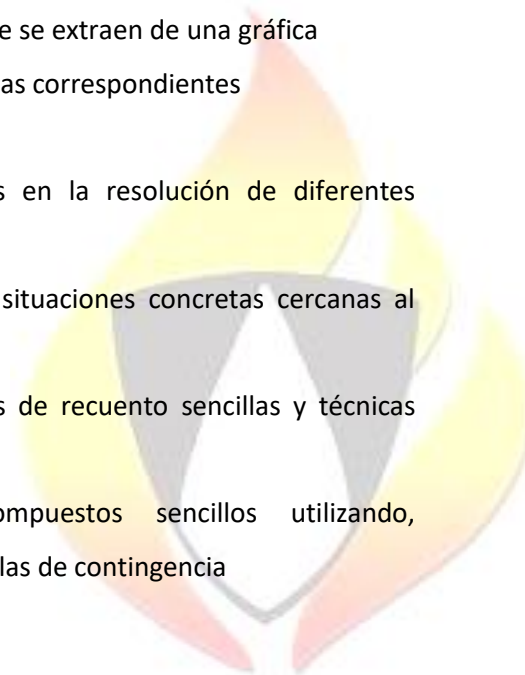 e se extraen de una gráfica
as correspondientes
s en la resolución de diferentes
situaciones concretas cercanas al
s de recuento sencillas y técnicas
ompuestos sencillos utilizando,
las de contingencia